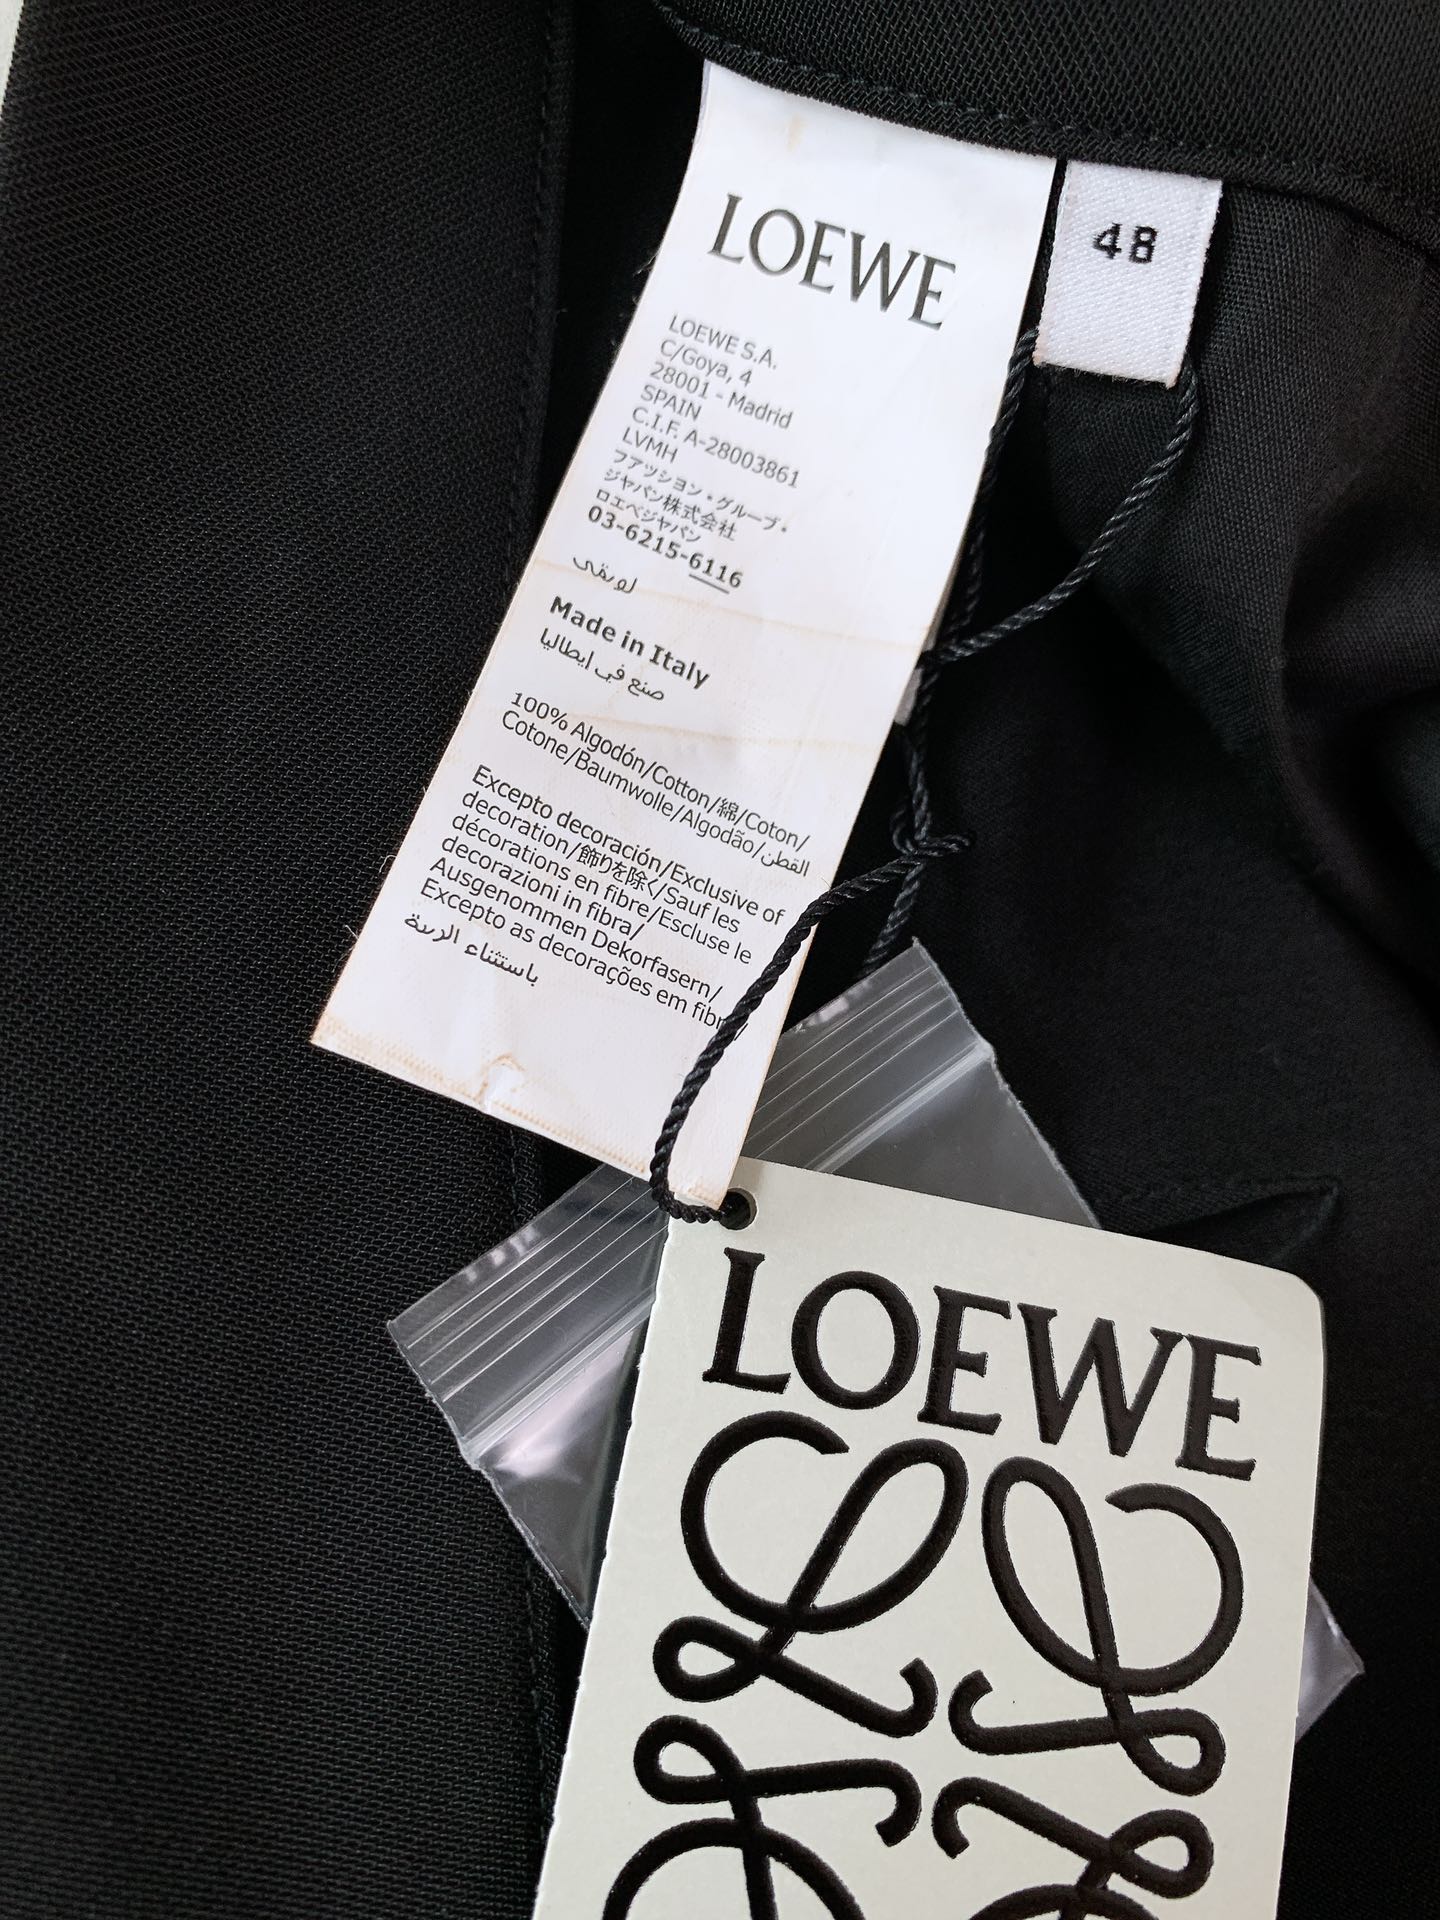 LOEWE
48
LOEWE S.A.
C/Goya, 4
28001 - Madrid
SPAIN
C.I.F. A-28003861
LVMH
ファッション・グループ・
ジャパン株式会社
ロエベジャパン
03-6215-6116
لويڤى
Made in Italy
صنع في إيطاليا
100% Algodón/Cotton/綿/Coton/
Cotone/Baumwolle/Algodão/القطن
Excepto decoración/Exclusive of
decoration/飾りを除く/Sauf les
décorations en fibre/Escluse le
decorazioni in fibra/
Ausgenommen Dekorfasern/
Excepto as decorações em fibra/
باستثناء
LOEWE